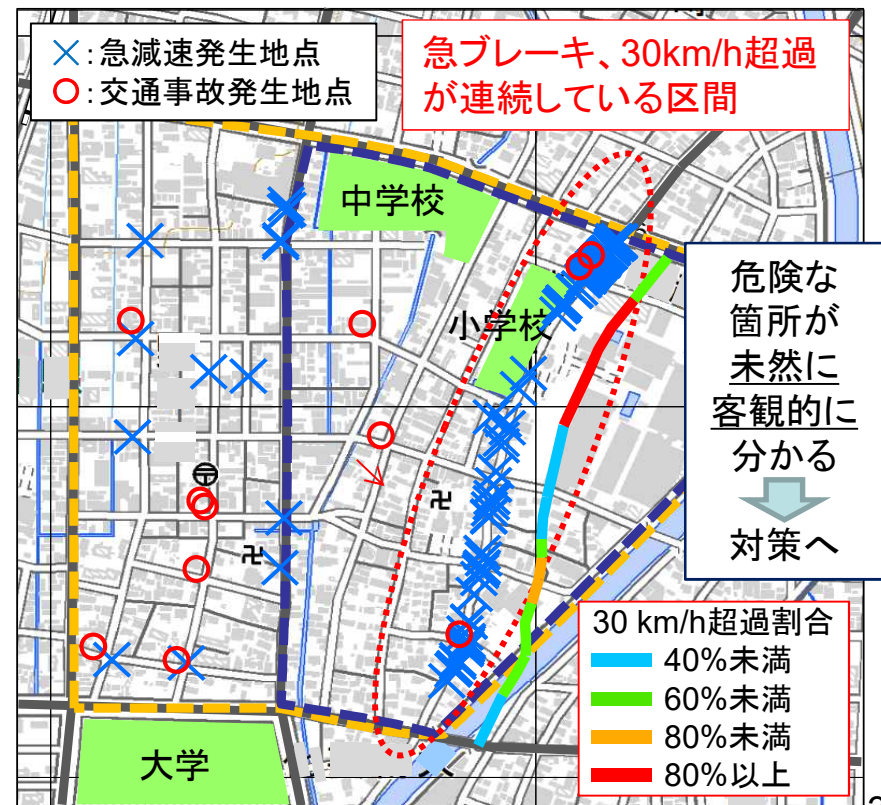 ×:急減速発生地点
○:交通事故発生地点
急ブレーキ、30km/h超過
が連続している区間
中学校
小学校
危険な
箇所が
未然に
客観的に
分かる
対策へ
30 km/h超過割合
40%未満
60%未満
80%未満
80%以上
大学